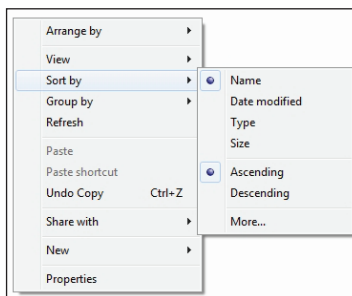 Arrange by
View
Sort by
Group by
Refresh
Paste
Paste shortcut
Undo Copy Ctrl+Z
Share with
New
Properties
Name
Date modified
Type
Size
Ascending
Descending
More...